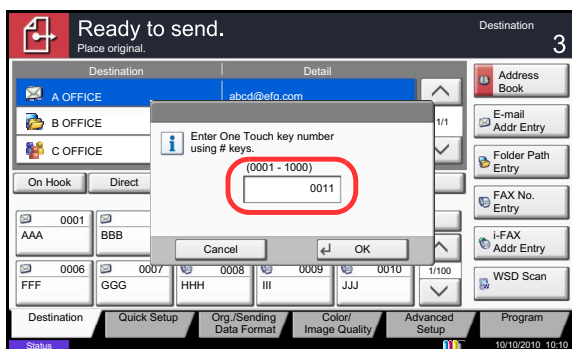 Ready to send.
Place original.
Destination
3
Destination
Detail
A OFFICE
abcd@efg.com
B OFFICE
C OFFICE
1/1
Enter One Touch key number
using # keys.
(0001 - 1000)
0011
Cancel
OK
On Hook
Direct
0001
AAA
BBB
0006
FFF
0007
GGG
0008
HHH
0009
III
0010
JJJ
1/100
Address
Book
E-mail
Addr Entry
Folder Path
Entry
FAX No.
Entry
i-FAX
Addr Entry
WSD Scan
Destination
Quick Setup
Org./Sending
Data Format
Color/
Image Quality
Advanced
Setup
Program
Status
10/10/2010 10:10